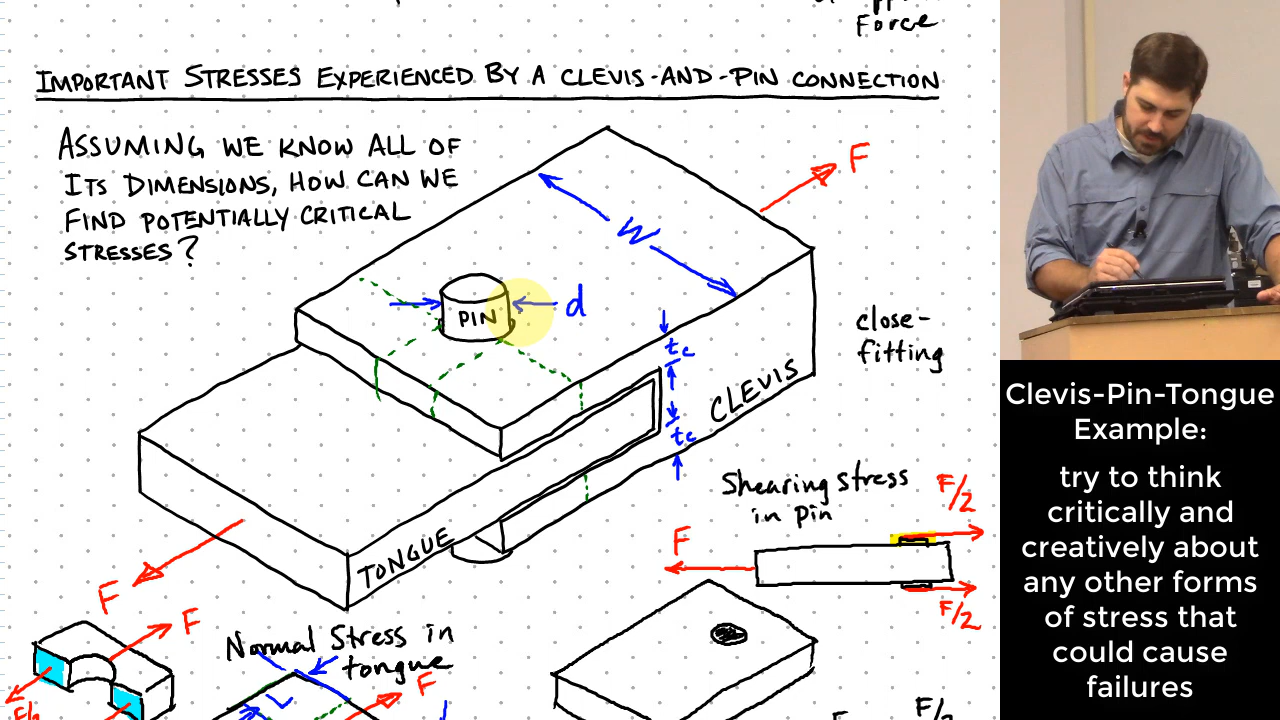 Force
IMPORTANT STRESSES EXPERIENCED BY A CLEVIS-AND-PIN CONNECTION
ASSUMING WE KNOW ALL OF
ITS DIMENSIONS, HOW CAN WE
FIND POTENTIALLY CRITICAL
STRESSES?
F
W
PIN
d
tc
tc
CLEVIS
close-
fitting
TONGUE
F
Shearing stress
in pin
F/2
F
F/2
Normal Stress in
tongue
F
F/2
L
F
F/2
F
Clevis-Pin-Tongue
Example:
try to think
critically and
creatively about
any other forms
of stress that
could cause
failures